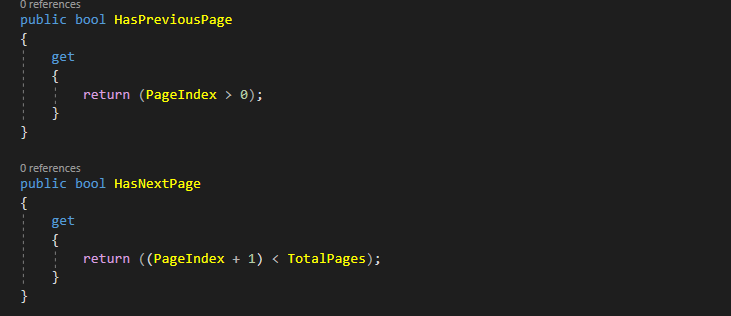 0 references
public bool HasPreviousPage
{
    get
    {
        return (PageIndex > 0);
    }
}
0 references
public bool HasNextPage
{
    get
    {
        return ((PageIndex + 1) < TotalPages);
    }
}